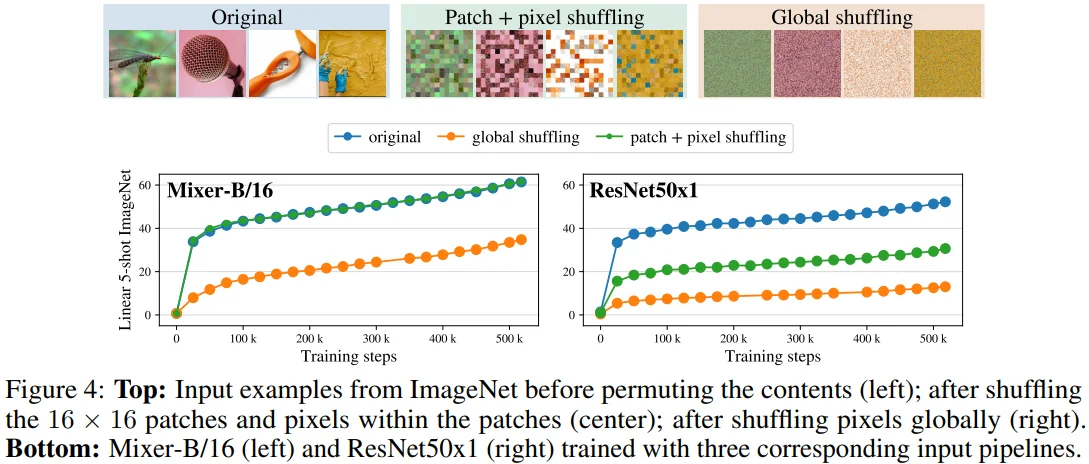 Original
Patch + pixel shuffling
Global shuffling
original
global shuffling
patch + pixel shuffling
Linear 5-shot ImageNet
Mixer-B/16
60
40
20
0
0
100 k
200 k
300 k
400 k
500 k
Training steps
ResNet50x1
60
40
20
0
0
100 k
200 k
300 k
400 k
500 k
Training steps
Figure 4: Top: Input examples from ImageNet before permuting the contents (left); after shuffling
the 16 × 16 patches and pixels within the patches (center); after shuffling pixels globally (right).
Bottom: Mixer-B/16 (left) and ResNet50x1 (right) trained with three corresponding input pipelines.